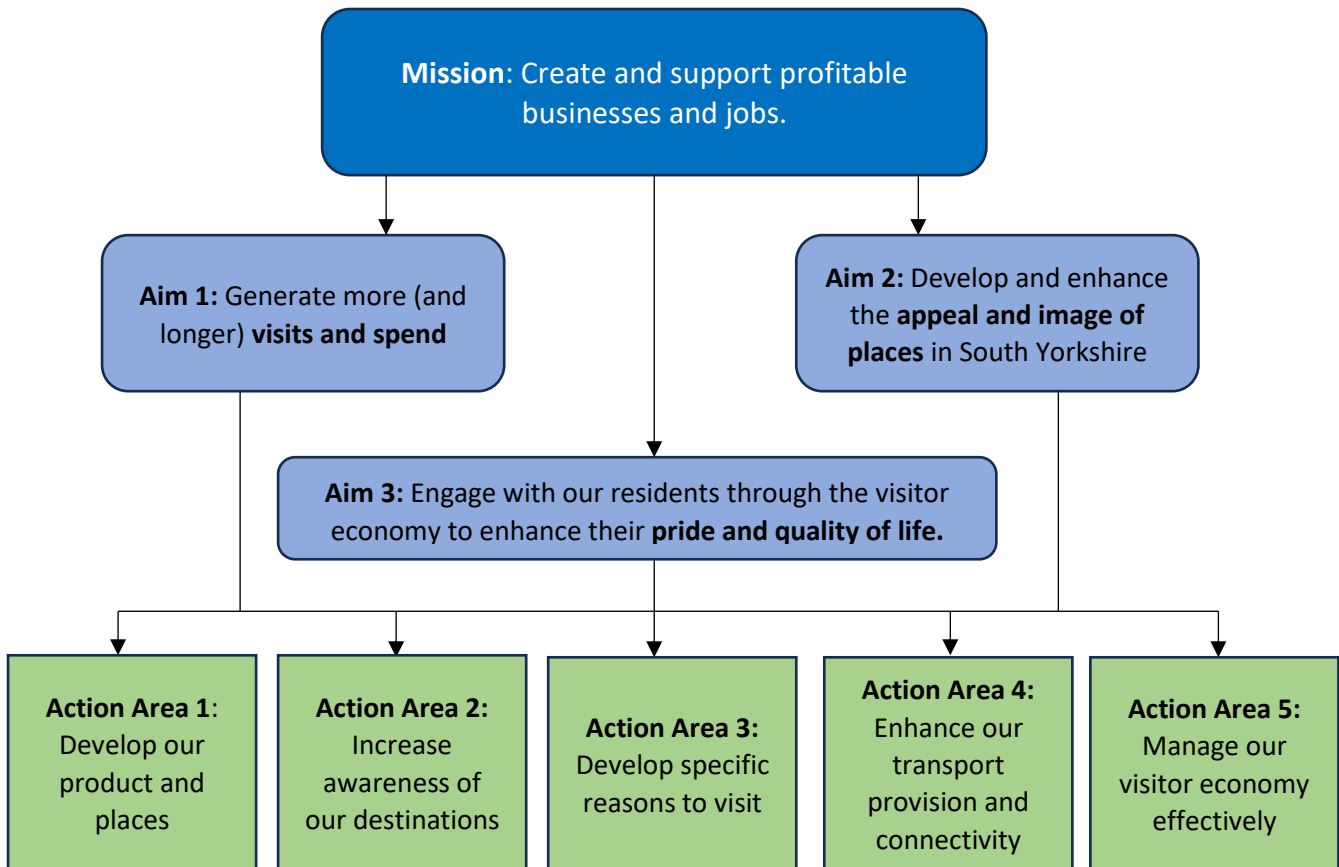 Mission: Create and support profitable
businesses and jobs.
Aim 1: Generate more (and
longer) visits and spend
Aim 2: Develop and enhance
the appeal and image of
places in South Yorkshire
Aim 3: Engage with our residents through the visitor
economy to enhance their pride and quality of life.
Action Area 1:
Develop our
product and
places
Action Area 2:
Increase
awareness of
our destinations
Action Area 3:
Develop specific
reasons to visit
Action Area 4:
Enhance our
transport
provision and
connectivity
Action Area 5:
Manage our
visitor economy
effectively